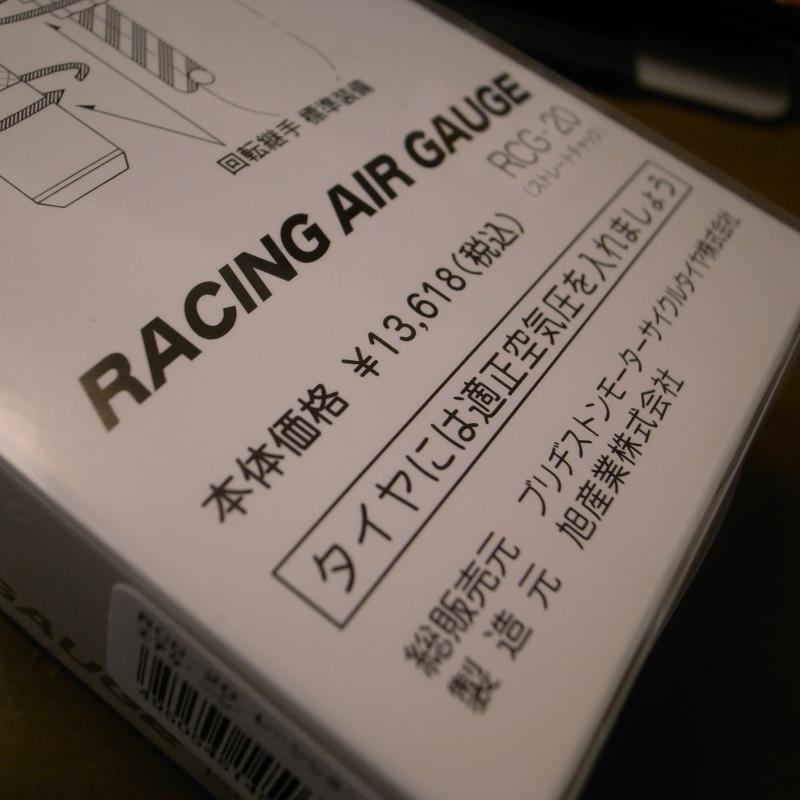 回転継手 標準装備
RACING AIR GAUGE
RCG-20
(ストレートチャック)
本体価格 ¥13,618(税込)
タイヤには適正空気圧を入れましょう
総販売元 ブリヂストンモーターサイクルタイヤ株式会社
製造元 旭産業株式会社
GAUGE
RCG-20